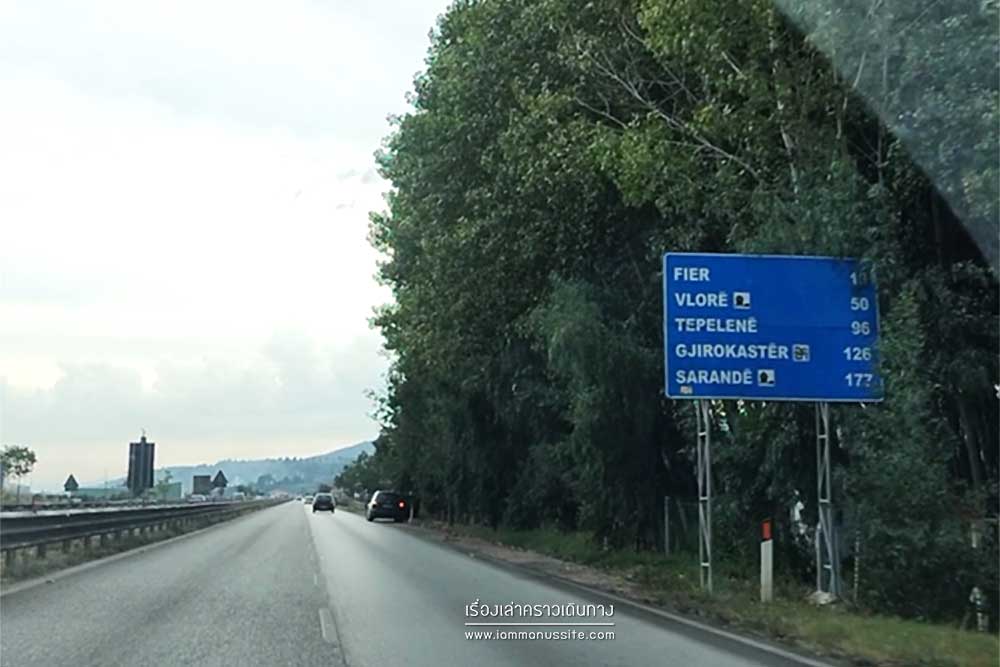 FIER
VLORË 50
TEPELENË 96
GJIROKASTËR 126
SARANDË 177
เรื่องเล่าคราวเดินทาง
www.iammonussite.com